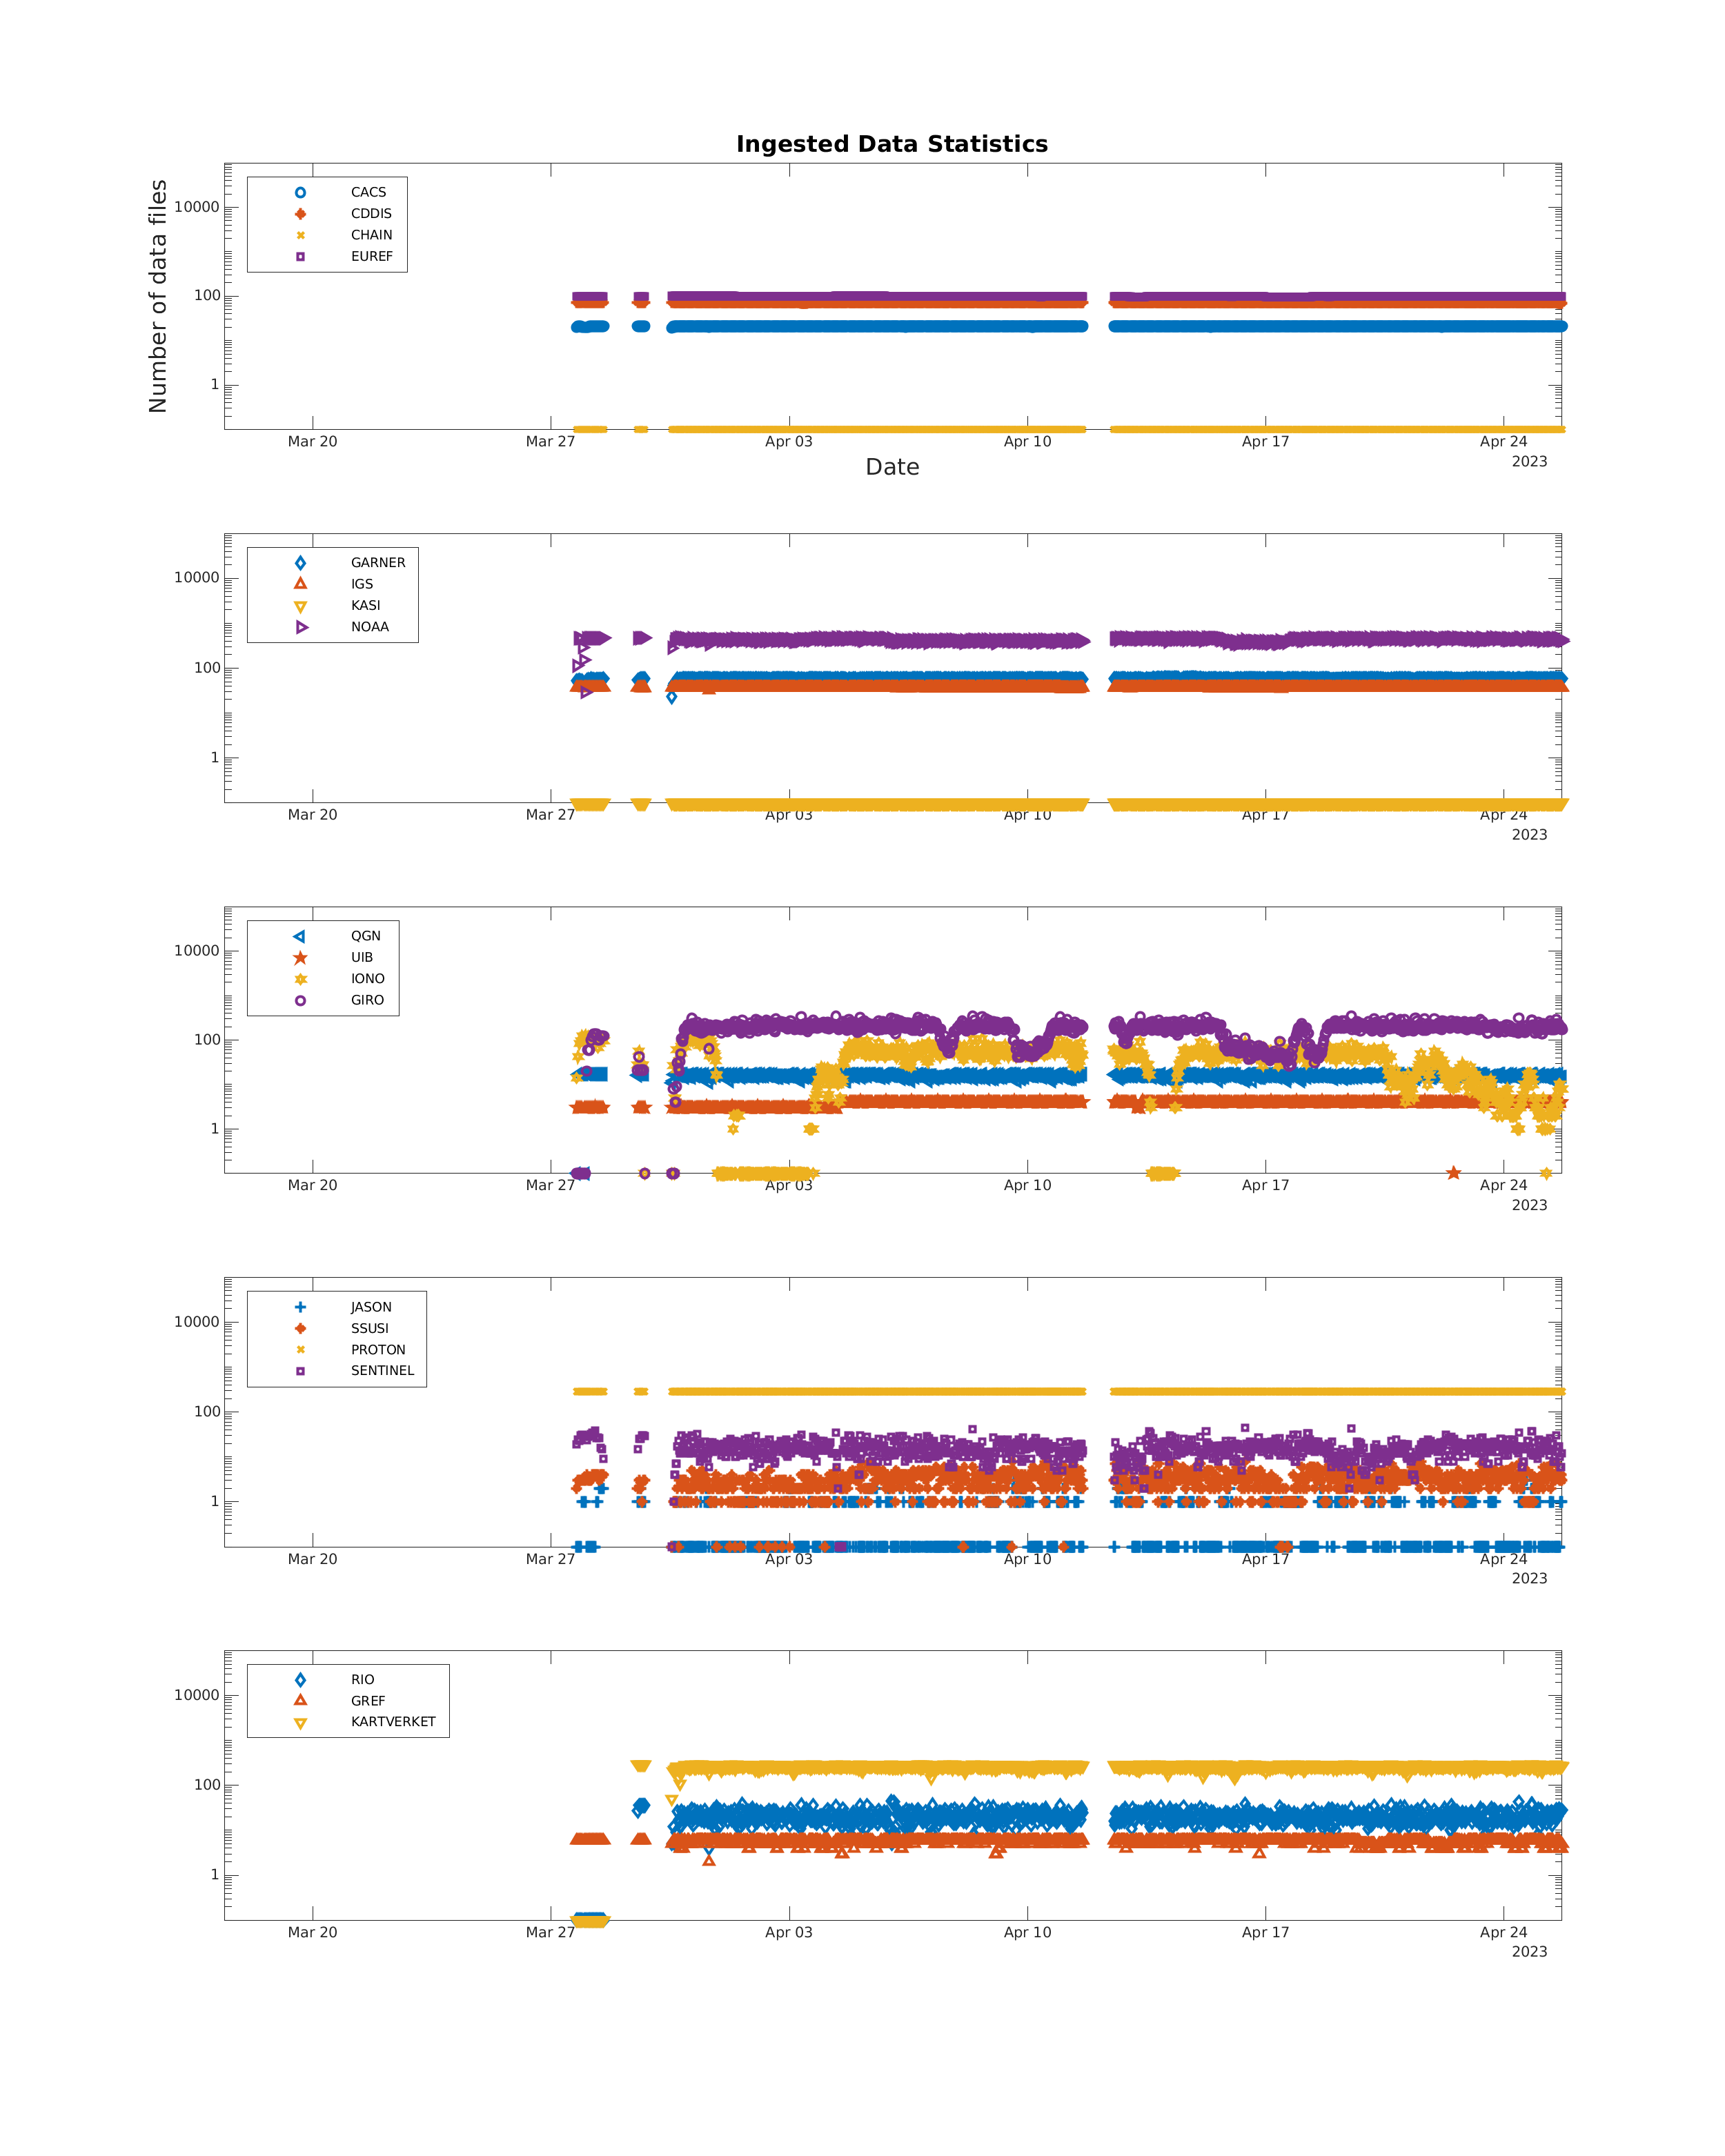 Ingested Data Statistics
Number of data files
10000
100
1
CACS
CDDIS
CHAIN
EUREF
Mar 20 Mar 27 Apr 03 Apr 10 Apr 17 Apr 24
2023
Date
10000
100
1
GARNER
IGS
KASI
NOAA
Mar 20 Mar 27 Apr 03 Apr 10 Apr 17 Apr 24
2023
10000
100
1
QGN
UIB
IONO
GIRO
Mar 20 Mar 27 Apr 03 Apr 10 Apr 17 Apr 24
2023
10000
100
1
JASON
SSUSI
PROTON
SENTINEL
Mar 20 Mar 27 Apr 03 Apr 10 Apr 17 Apr 24
2023
10000
100
1
RIO
GREF
KARTVERKET
Mar 20 Mar 27 Apr 03 Apr 10 Apr 17 Apr 24
2023